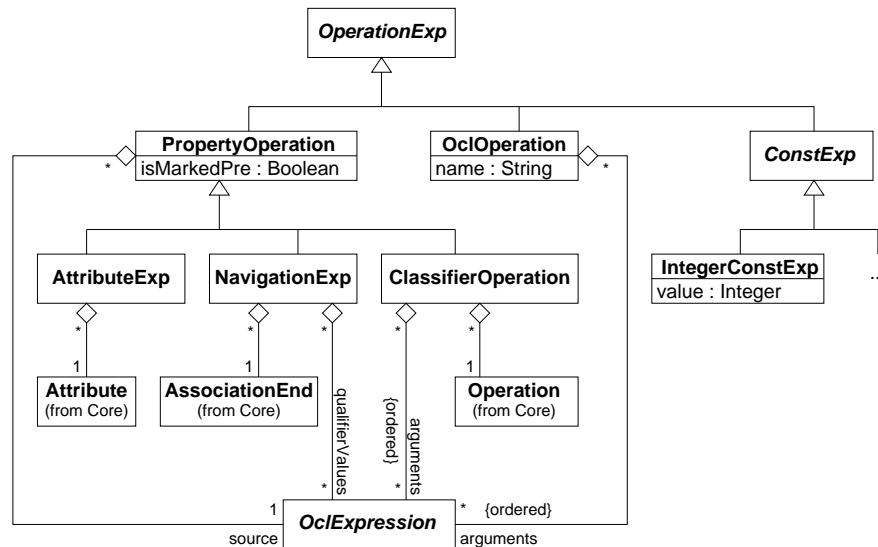 OperationExp
PropertyOperation
isMarkedPre : Boolean
*
OclOperation
name : String
*
ConstExp
AttributeExp
NavigationExp
ClassifierOperation
IntegerConstExp
value : Integer
..
*
*
*
*
*
1
1
1
Attribute
(from Core)
AssociationEnd
(from Core)
Operation
(from Core)
qualifierValues
{ordered}
arguments
*
*
1
source
OclExpression
* {ordered}
arguments